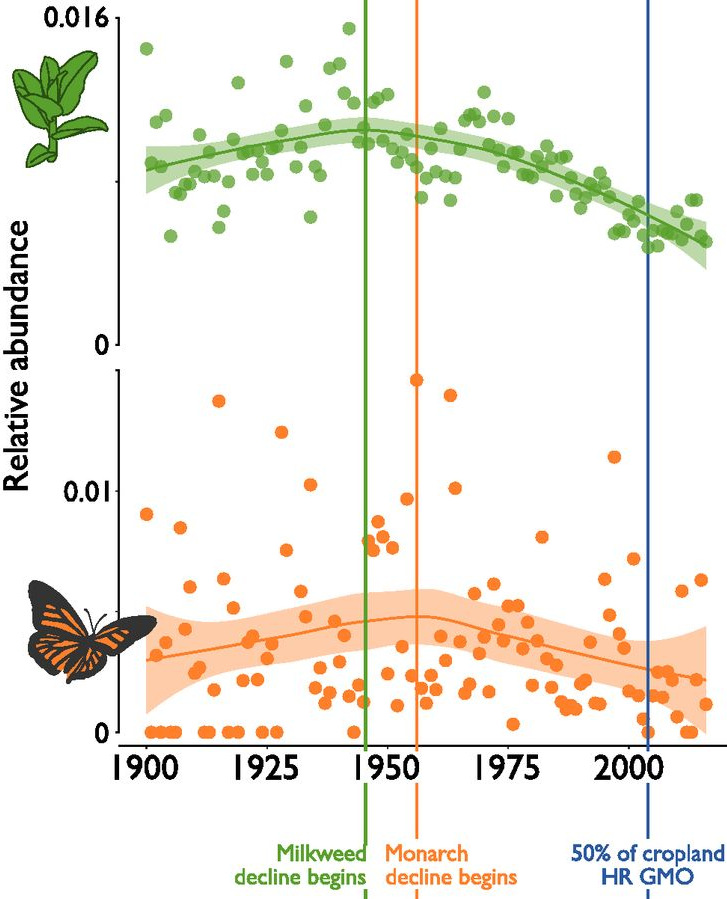 0.016
0
Relative abundance
0.01
0
1900 1925 1950 1975 2000
Milkweed
decline begins
Monarch
decline begins
50% of cropland
HR GMO